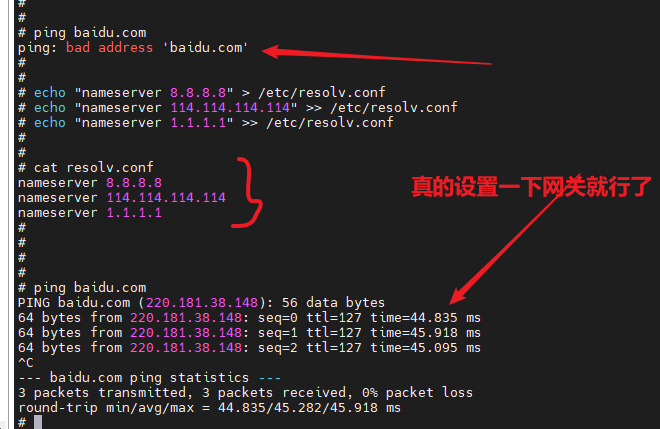 #
#
# ping baidu.com
ping: bad address 'baidu.com'
#
#
# echo "nameserver 8.8.8.8" > /etc/resolv.conf
# echo "nameserver 114.114.114.114" >> /etc/resolv.conf
# echo "nameserver 1.1.1.1" >> /etc/resolv.conf
#
#
# cat resolv.conf
nameserver 8.8.8.8
nameserver 114.114.114.114
nameserver 1.1.1.1
真的设置一下网关就行了
#
#
#
#
# ping baidu.com
PING baidu.com (220.181.38.148): 56 data bytes
64 bytes from 220.181.38.148: seq=0 ttl=127 time=44.835 ms
64 bytes from 220.181.38.148: seq=1 ttl=127 time=45.918 ms
64 bytes from 220.181.38.148: seq=2 ttl=127 time=45.095 ms
^C
--- baidu.com ping statistics ---
3 packets transmitted, 3 packets received, 0% packet loss
round-trip min/avg/max = 44.835/45.282/45.918 ms
#